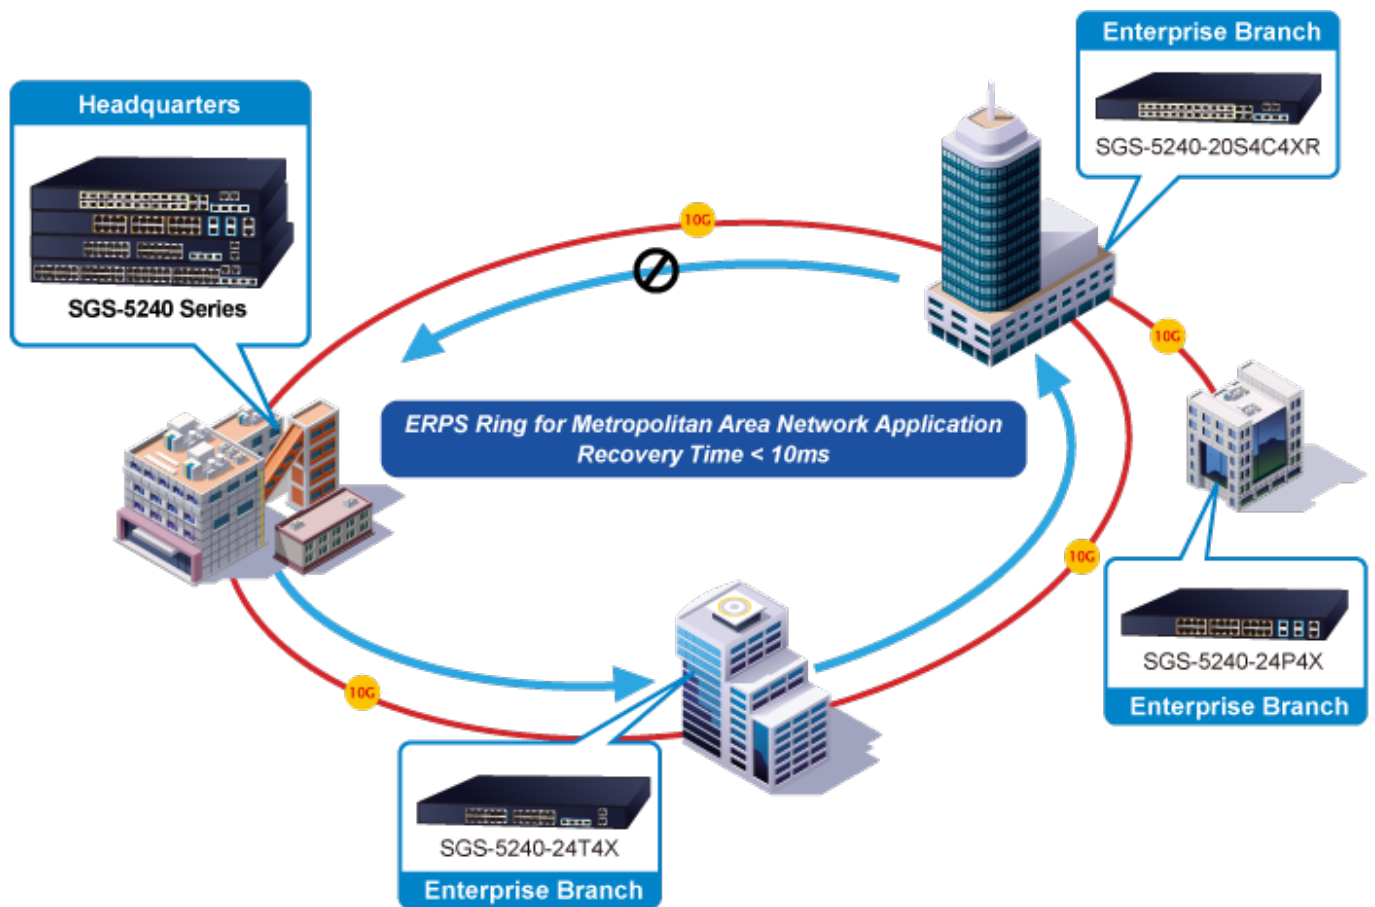 Enterprise Branch
SGS-5240-20S4C4XR
Headquarters
SGS-5240 Series
10G
10G
ERPS Ring for Metropolitan Area Network Application
Recovery Time < 10ms
10G
SGS-5240-24P4X
Enterprise Branch
10G
SGS-5240-24T4X
Enterprise Branch